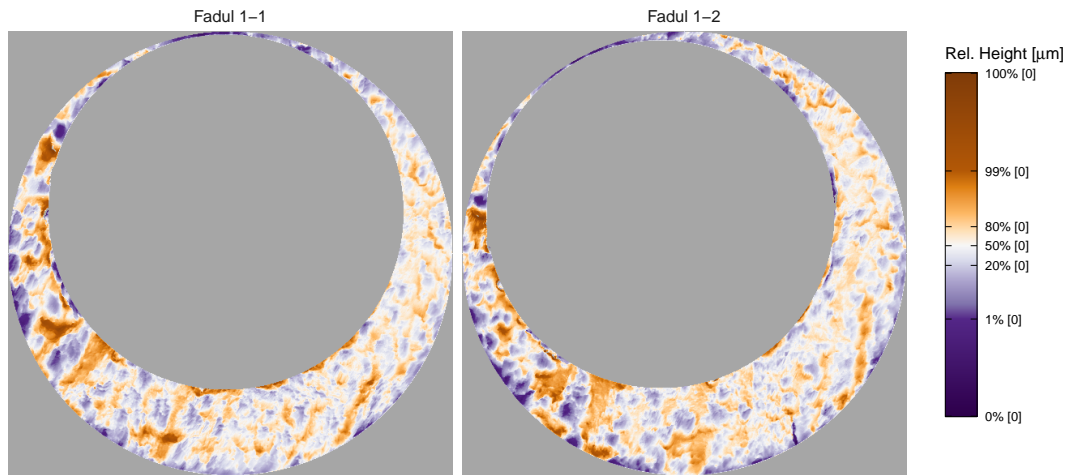 Fadul 1−1
Fadul 1−2
Rel. Height [µm]
100% [0]
99% [0]
80% [0]
50% [0]
20% [0]
1% [0]
0% [0]